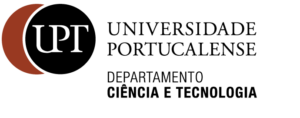 UPT
UNIVERSIDADE
PORTUCALENSE
DEPARTAMENTO
CIÊNCIA E TECNOLOGIA